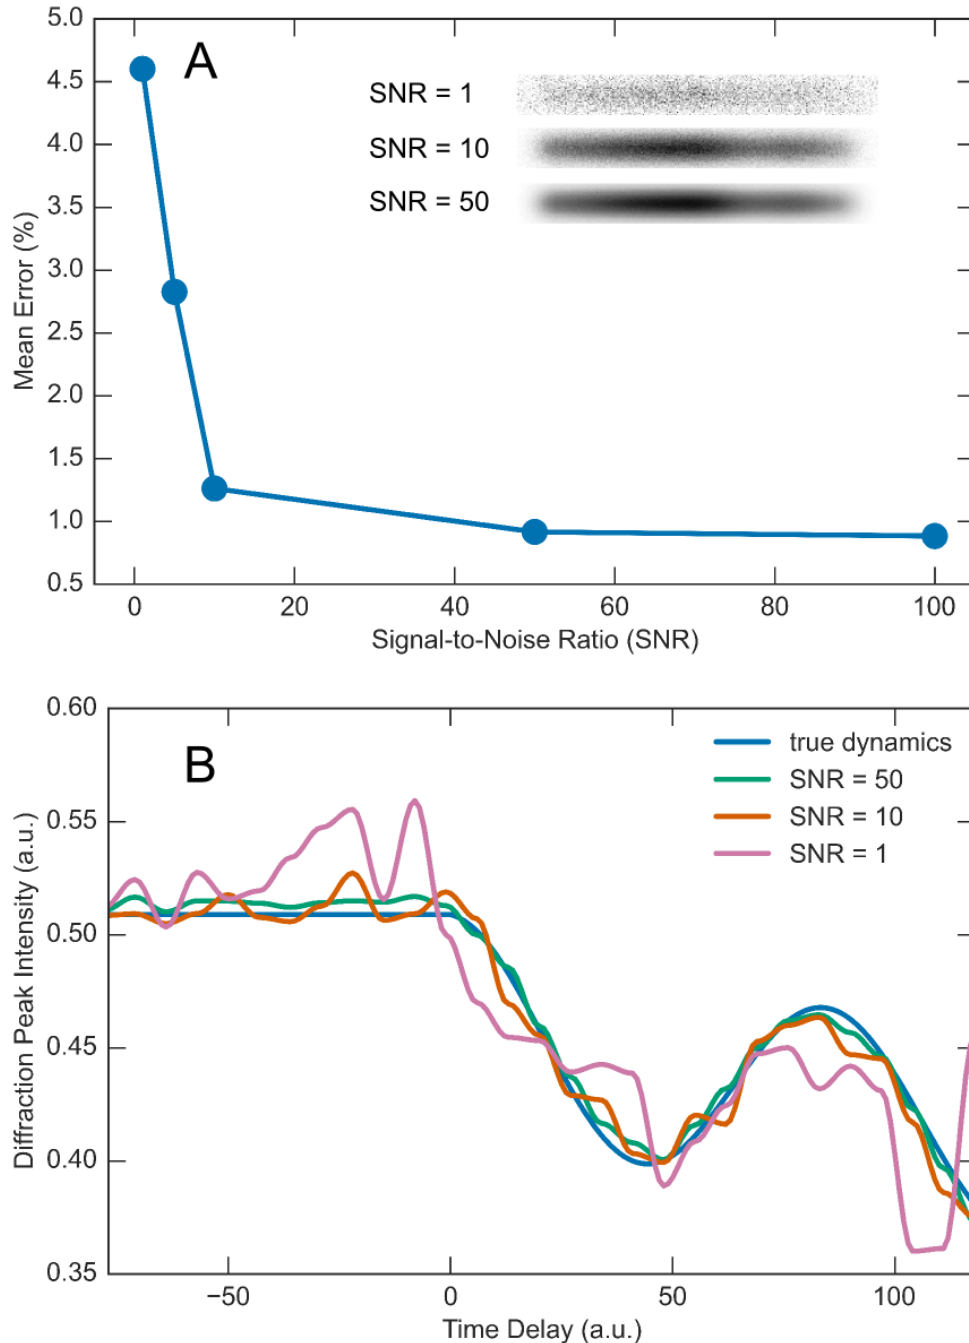 A
5.0
4.5
4.0
3.5
3.0
2.5
2.0
1.5
1.0
0.5
Mean Error (%)
SNR = 1
SNR = 10
SNR = 50
0 20 40 60 80 100
Signal-to-Noise Ratio (SNR)
B
0.60
0.55
0.50
0.45
0.40
0.35
Diffraction Peak Intensity (a.u.)
true dynamics
SNR = 50
SNR = 10
SNR = 1
−50 0 50 100
Time Delay (a.u.)